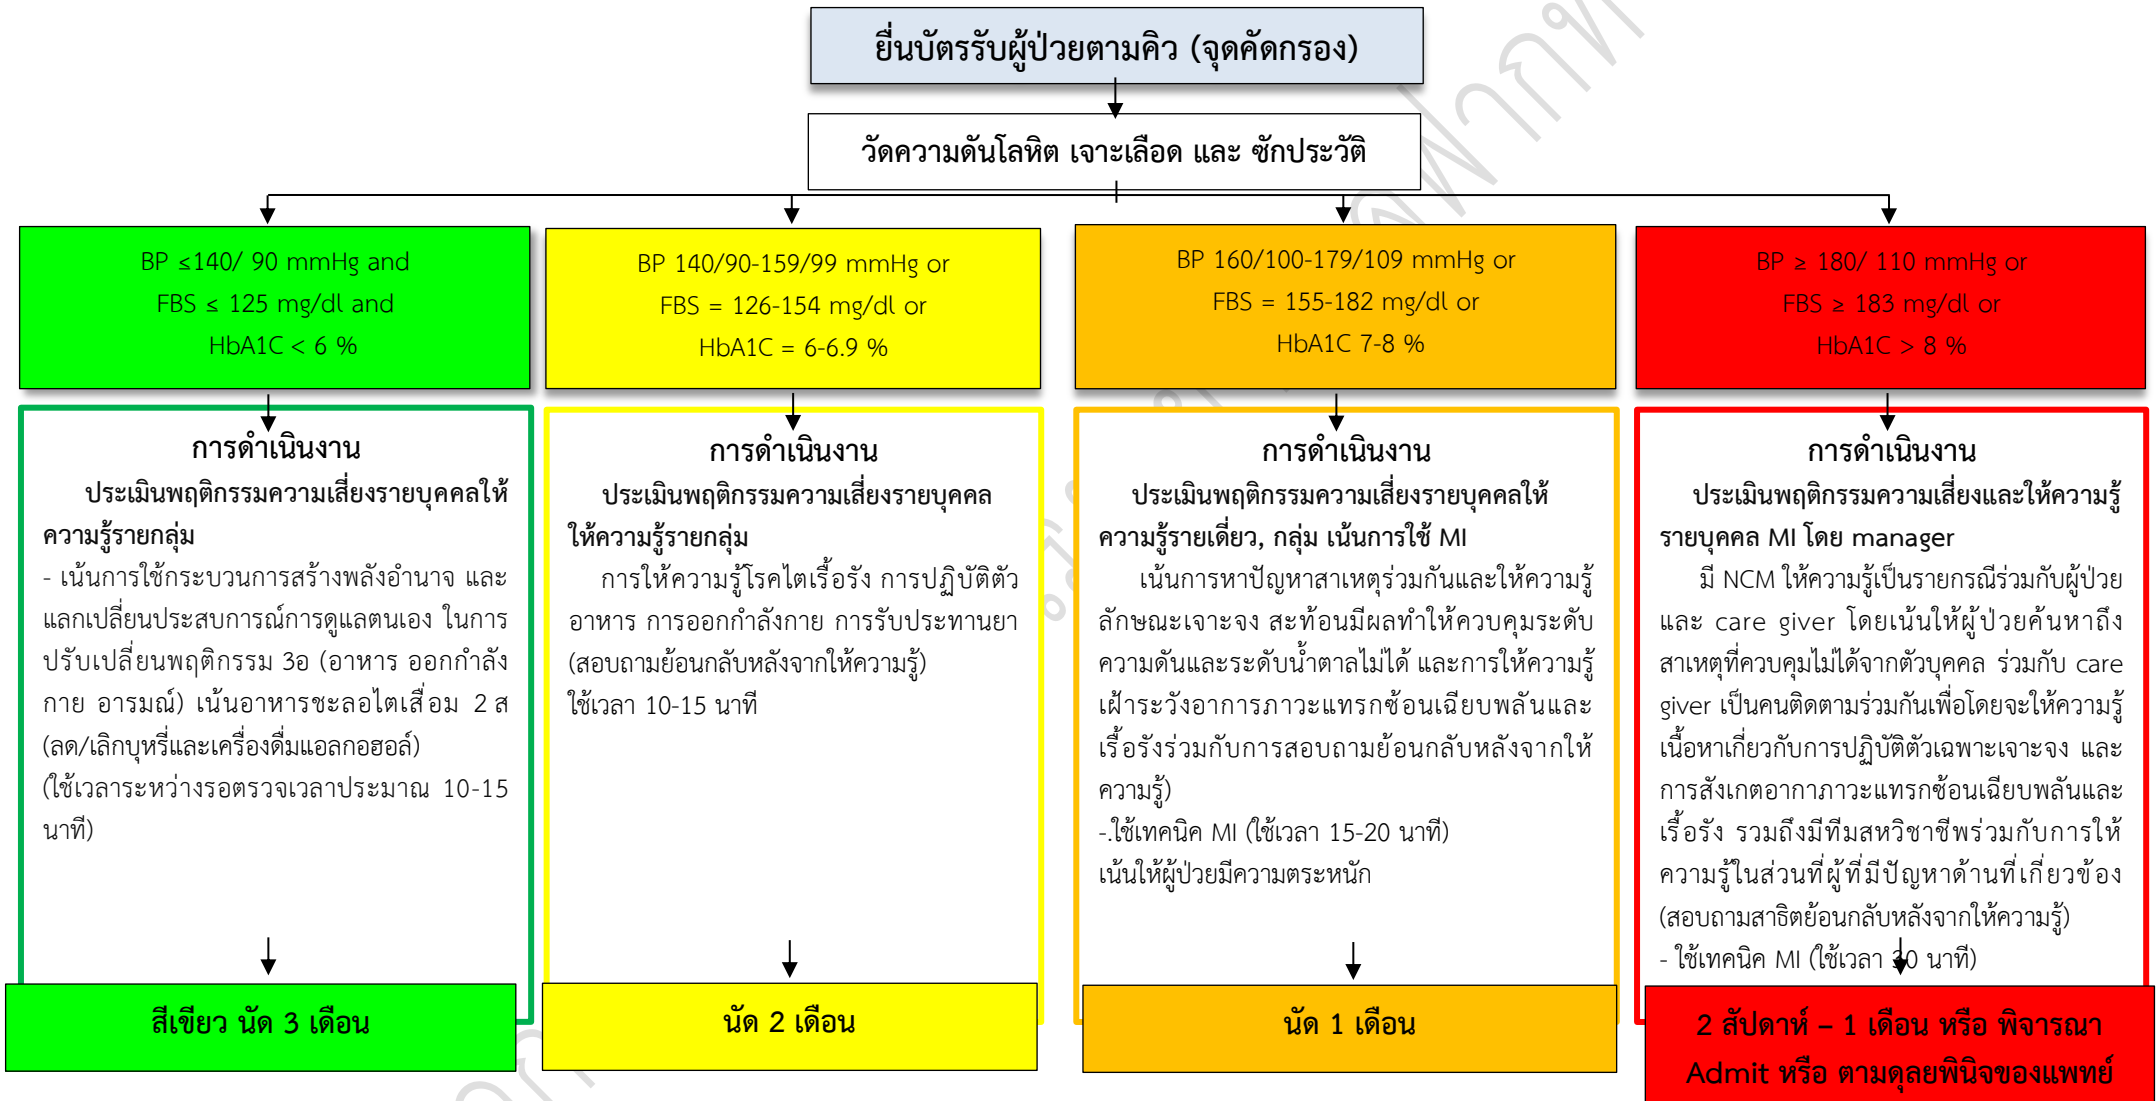 ยื่นบัตรรับผู้ป่วยตามคิว (จุดคัดกรอง)
วัดความดันโลหิต เจาะเลือด และ ซักประวัติ
BP ≤140/ 90 mmHg and
FBS ≤ 125 mg/dl and
HbA1C < 6 %
BP 140/90-159/99 mmHg or
FBS = 126-154 mg/dl or
HbA1C = 6-6.9 %
BP 160/100-179/109 mmHg or
FBS = 155-182 mg/dl or
HbA1C 7-8 %
BP ≥ 180/ 110 mmHg or
FBS ≥ 183 mg/dl or
HbA1C > 8 %
การดำเนินงาน
ประเมินพฤติกรรมความเสี่ยงรายบุคคลให้
ความรู้รายกลุ่ม
- เน้นการใช้กระบวนการสร้างพลังอำนาจ และ
แลกเปลี่ยนประสบการณ์การดูแลตนเอง ในการ
ปรับเปลี่ยนพฤติกรรม 3อ (อาหาร ออกกำลัง
กาย อารมณ์) เน้นอาหารชะลอไตเสื่อม 2 ส
(ลด/เลิกบุหรี่และเครื่องดื่มแอลกอฮอล์)
(ใช้เวลาระหว่างรอตรวจเวลาประมาณ 10-15
นาที)
การดำเนินงาน
ประเมินพฤติกรรมความเสี่ยงรายบุคคล
ให้ความรู้รายกลุ่ม
การให้ความรู้โรคไตเรื้อรัง การปฏิบัติตัว
อาหาร การออกกำลังกาย การรับประทานยา
(สอบถามย้อนกลับหลังจากให้ความรู้)
ใช้เวลา 10-15 นาที
การดำเนินงาน
ประเมินพฤติกรรมความเสี่ยงรายบุคคลให้
ความรู้รายเดี่ยว, กลุ่ม เน้นการใช้ MI
เน้นการหาปัญหาสาเหตุร่วมกันและให้ความรู้
ลักษณะเจาะจง สะท้อนมีผลทำให้ควบคุมระดับ
ความดันและระดับน้ำตาลไม่ได้ และการให้ความรู้
เฝ้าระวังอาการภาวะแทรกซ้อนเฉียบพลันและ
เรื้อรังร่วมกับการสอบถามย้อนกลับหลังจากให้
ความรู้)
-.ใช้เทคนิค MI (ใช้เวลา 15-20 นาที)
เน้นให้ผู้ป่วยมีความตระหนัก
การดำเนินงาน
ประเมินพฤติกรรมความเสี่ยงและให้ความรู้
รายบุคคล MI โดย manager
มี NCM ให้ความรู้เป็นรายกรณีร่วมกับผู้ป่วย
และ care giver โดยเน้นให้ผู้ป่วยค้นหาถึง
สาเหตุที่ควบคุมไม่ได้จากตัวบุคคล ร่วมกับ care
giver เป็นคนติดตามร่วมกันเพื่อโดยจะให้ความรู้
เนื้อหาเกี่ยวกับการปฏิบัติตัวเฉพาะเจาะจง และ
การสังเกตอากาภาวะแทรกซ้อนเฉียบพลันและ
เรื้อรัง รวมถึงมีทีมสหวิชาชีพร่วมกับการให้
ความรู้ในส่วนที่ผู้ที่มีปัญหาด้านที่เกี่ยวข้อง
(สอบถามสาธิตย้อนกลับหลังจากให้ความรู้)
- ใช้เทคนิค MI (ใช้เวลา 30 นาที)
สีเขียว นัด 3 เดือน
นัด 2 เดือน
นัด 1 เดือน
2 สัปดาห์ – 1 เดือน หรือ พิจารณา
Admit หรือ ตามดุลยพินิจของแพทย์